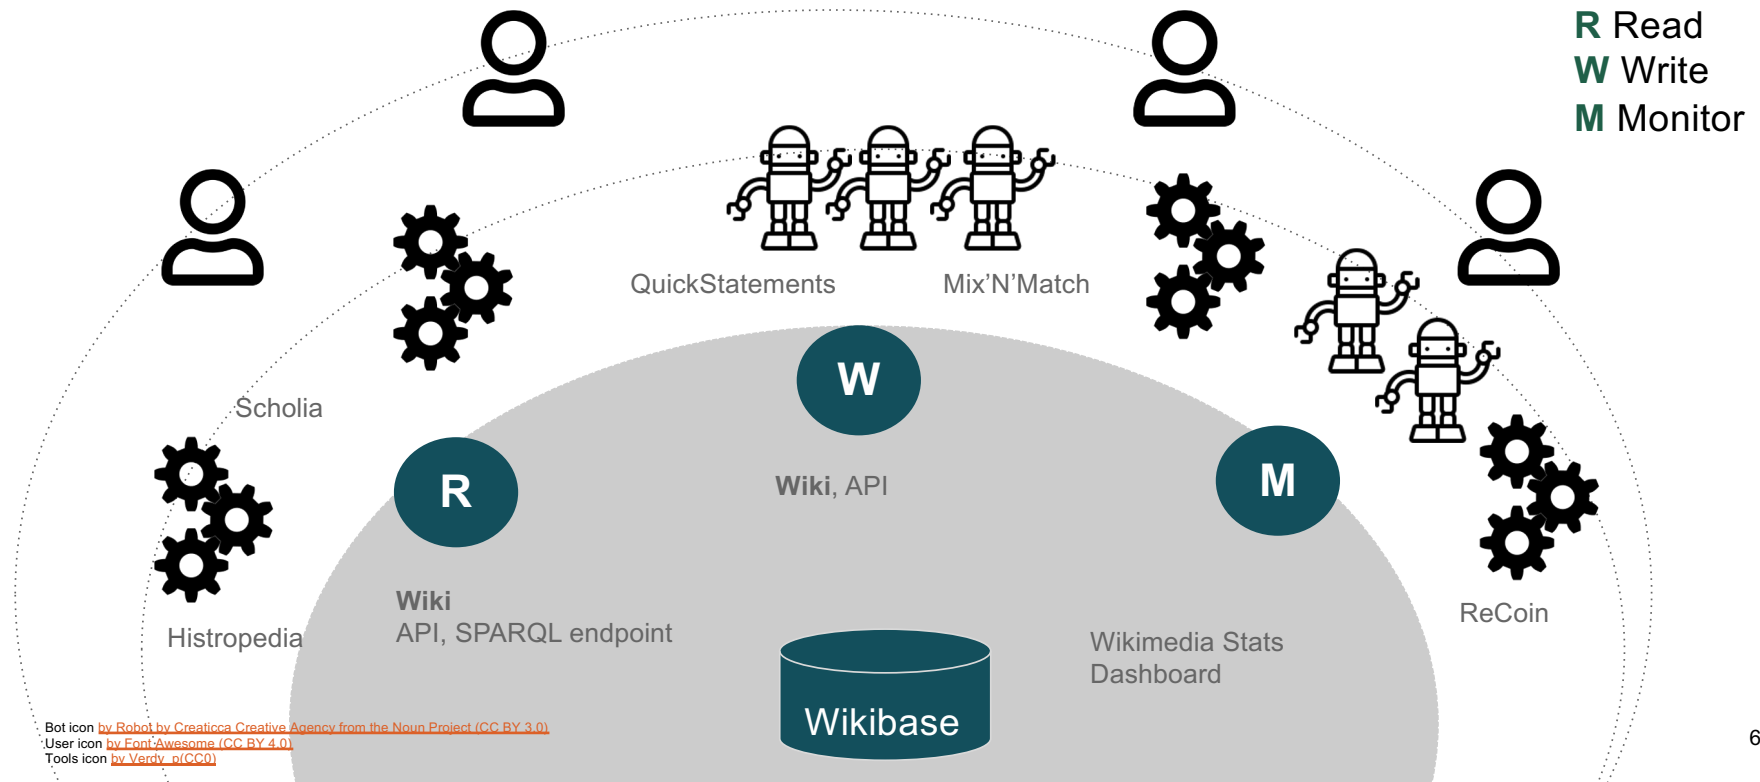 R Read
W Write
M Monitor
QuickStatements
Mix’N’Match
W
Scholia
R
Wiki, API
M
Wiki
API, SPARQL endpoint
Histropedia
ReCoin
Wikimedia Stats
Dashboard
Wikibase
Bot icon by Robot by Creaticca Creative Agency from the Noun Project (CC BY 3.0)
User icon by Font Awesome (CC BY 4.0)
Tools icon by Verdy_p(CC0)
6